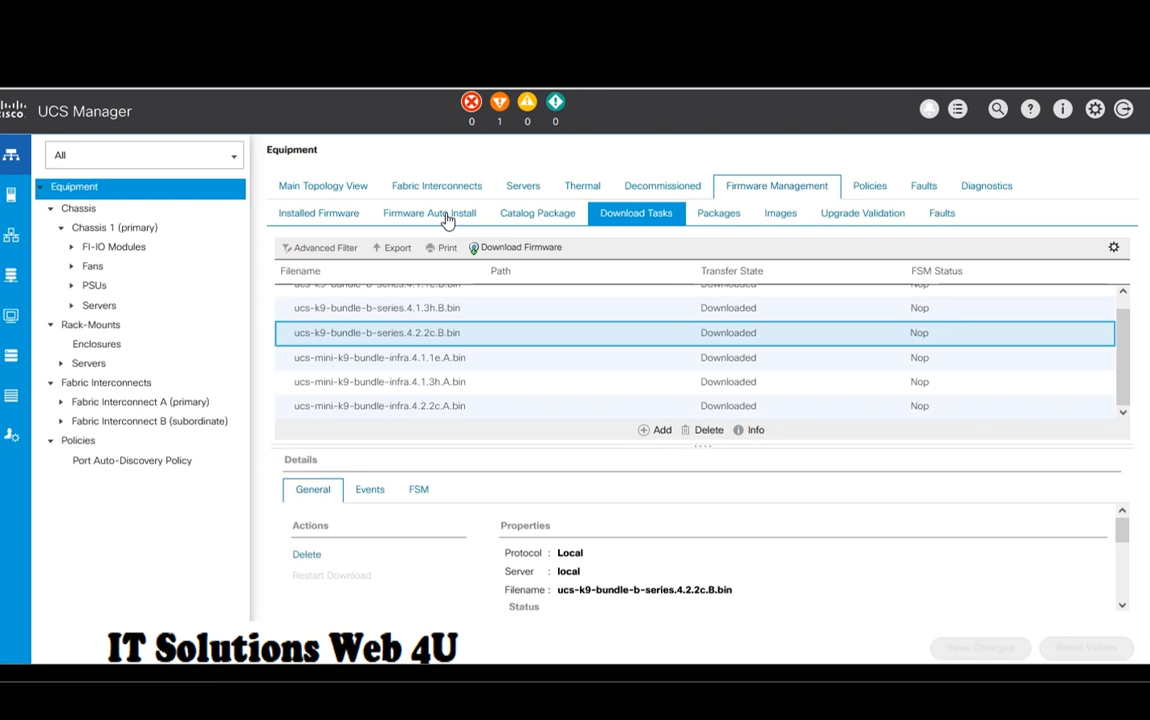 cisco UCS Manager
0 1 0 0
All
Equipment
Chassis
Chassis 1 (primary)
FI-IO Modules
Fans
PSUs
Servers
Rack-Mounts
Enclosures
Servers
Fabric Interconnects
Fabric Interconnect A (primary)
Fabric Interconnect B (subordinate)
Policies
Port Auto-Discovery Policy
Equipment
Main Topology View Fabric Interconnects Servers Thermal Decommissioned Firmware Management Policies Faults Diagnostics
Installed Firmware Firmware Auto Install Catalog Package Download Tasks Packages Images Upgrade Validation Faults
Advanced Filter Export Print Download Firmware
Filename Path Transfer State FSM Status
ucs-k9-bundle-b-series.4.1.3h.B.bin Downloaded Nop
ucs-k9-bundle-b-series.4.2.2c.B.bin Downloaded Nop
ucs-mini-k9-bundle-infra.4.1.1e.A.bin Downloaded Nop
ucs-mini-k9-bundle-infra.4.1.3h.A.bin Downloaded Nop
ucs-mini-k9-bundle-infra.4.2.2c.A.bin Downloaded Nop
Add Delete Info
Details
General Events FSM
Actions
Delete
Restart Download
Properties
Protocol : Local
Server : local
Filename : ucs-k9-bundle-b-series.4.2.2c.B.bin
Status
Save Changes Reset Values
IT Solutions Web 4U